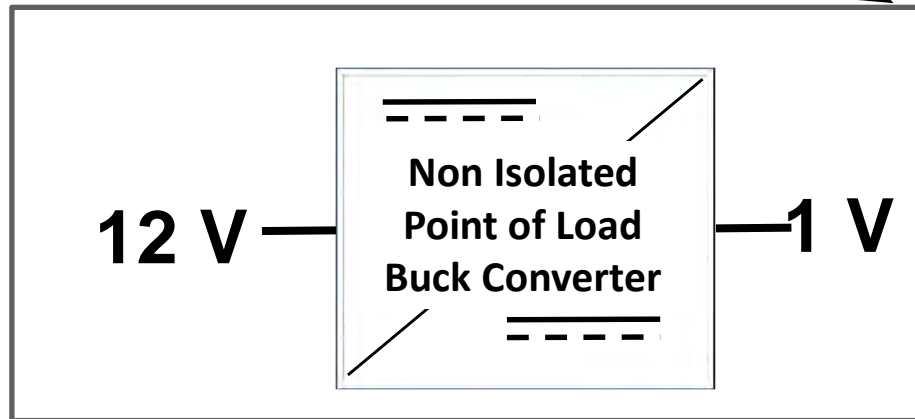 Non Isolated
Point of Load
Buck Converter
12 V
1 V